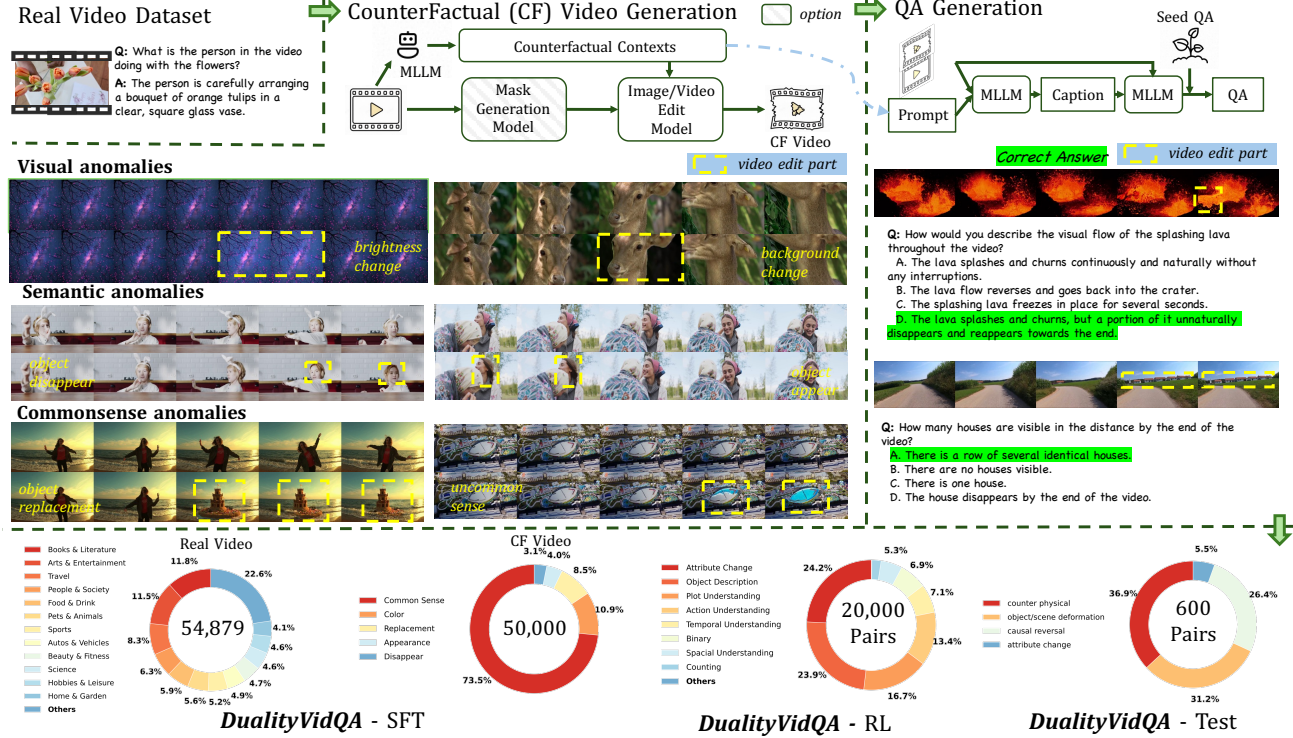 Real Video Dataset
Q: What is the person in the video
doing with the flowers?
A: The person is carefully arranging
a bouquet of orange tulips in a
clear, square glass vase.
CounterFactual (CF) Video Generation
option
MLLM
Counterfactual Contexts
Mask
Generation
Model
Image/Video
Edit
Model
CF Video
QA Generation
Seed QA
Prompt
MLLM
Caption
MLLM
QA
Visual anomalies
video edit part
brightness
change
background
change
Semantic anomalies
object
disappear
object
appear
Commonsense anomalies
object
replacement
uncommon
sense
Correct Answer
video edit part
Q: How would you describe the visual flow of the splashing lava
throughout the video?
A. The lava splashes and churns continuously and naturally without
any interruptions.
B. The lava flow reverses and goes back into the crater.
C. The splashing lava freezes in place for several seconds.
D. The lava splashes and churns, but a portion of it unnaturally
disappears and reappears towards the end.
Q: How many houses are visible in the distance by the end of the
video?
A. There is a row of several identical houses.
B. There are no houses visible.
C. There is one house.
D. The house disappears by the end of the video.
Books & Literature
Arts & Entertainment
Travel
People & Society
Food & Drink
Pets & Animals
Sports
Autos & Vehicles
Beauty & Fitness
Science
Hobbies & Leisure
Home & Garden
Others
Real Video
54,879
11.8%
11.5%
8.3%
6.3%
5.9%
5.6%
5.2%
4.9%
4.7%
4.6%
4.6%
4.1%
22.6%
Common Sense
Color
Replacement
Appearance
Disappear
CF Video
50,000
3.1%
4.0%
8.5%
10.9%
73.5%
DualityVidQA - SFT
Attribute Change
Object Description
Plot Understanding
Action Understanding
Temporal Understanding
Binary
Spacial Understanding
Counting
Others
20,000
Pairs
24.2%
23.9%
16.7%
13.4%
7.1%
6.9%
5.3%
DualityVidQA - RL
counter physical
object/scene deformation
causal reversal
attribute change
600
Pairs
36.9%
31.2%
26.4%
5.5%
DualityVidQA - Test